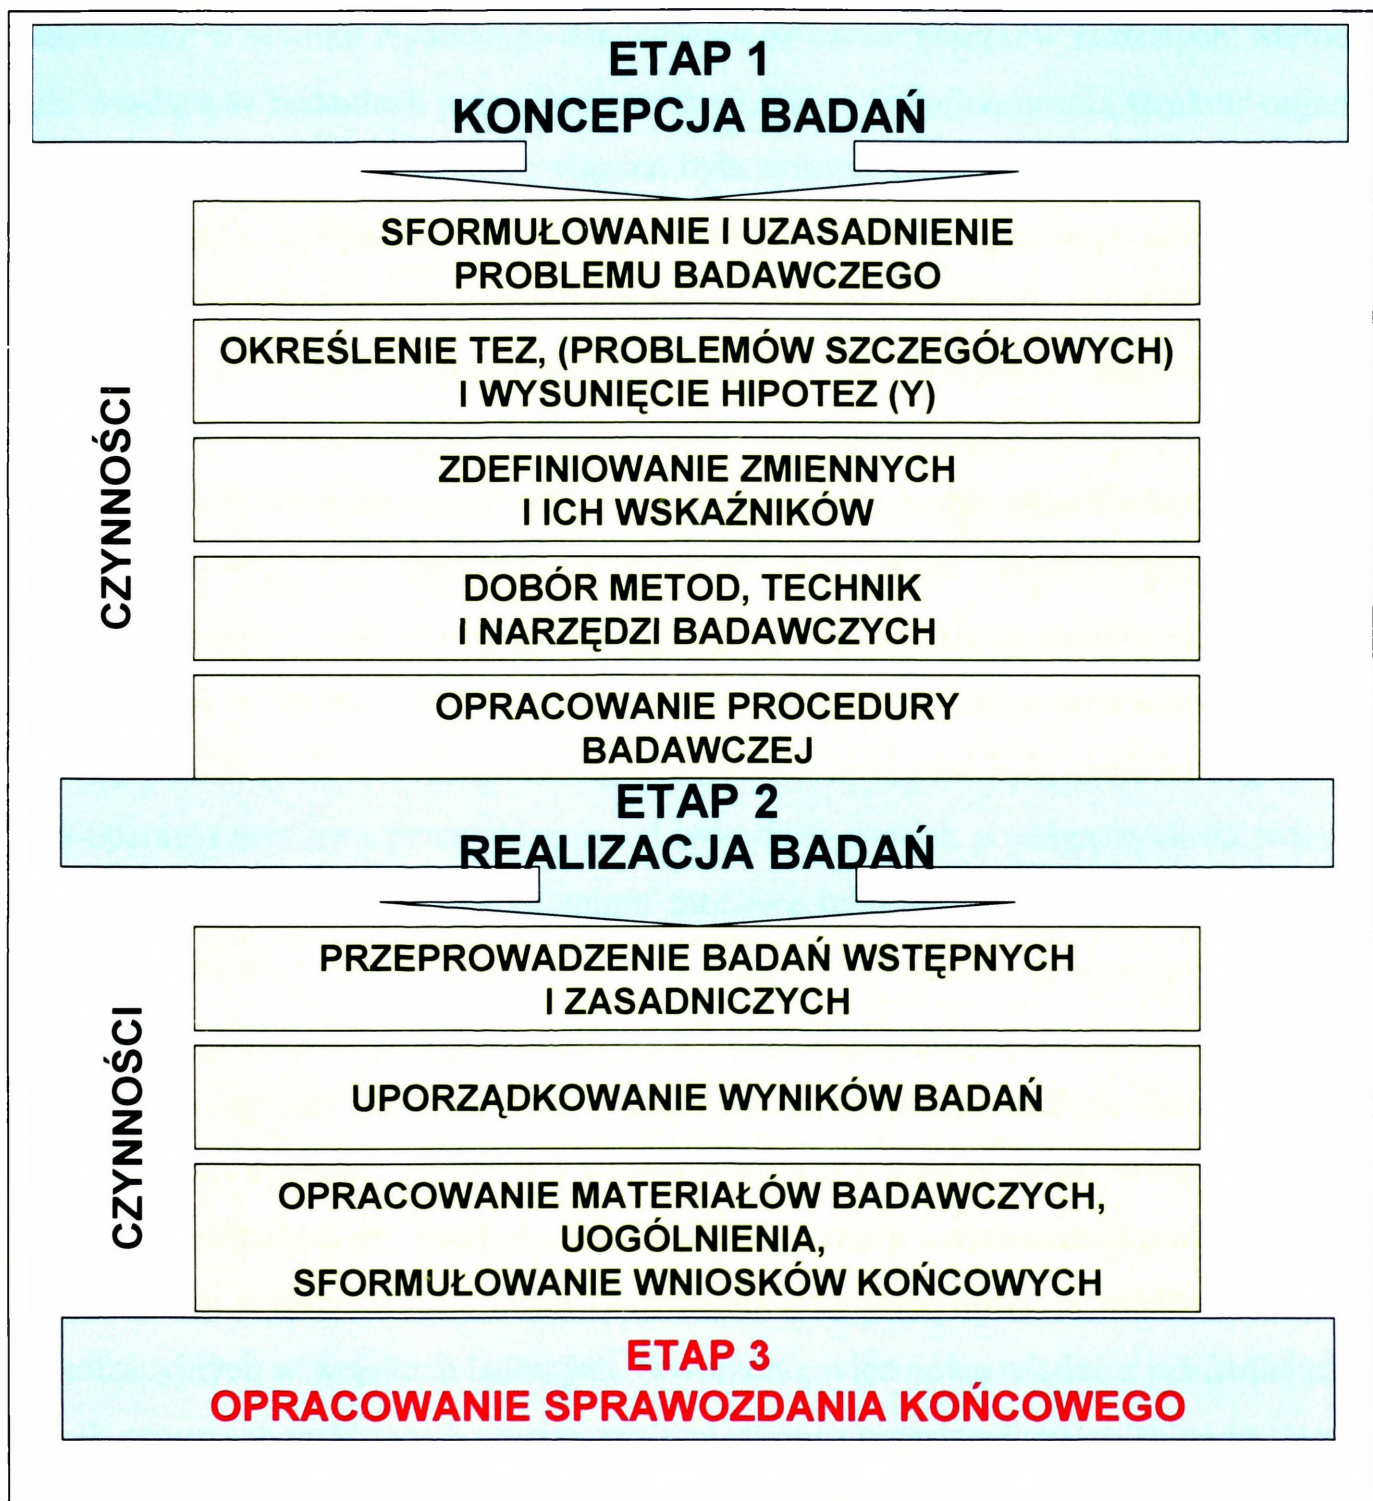 ETAP 1
KONCEPCJA BADAŃ
SFORMUŁOWANIE I UZASADNIENIE
PROBLEMU BADAWCZEGO
OKREŚLENIE TEZ, (PROBLEMÓW SZCZEGÓŁOWYCH)
I WYSUNIĘCIE HIPOTEZ (Y)
CZYNNOŚCI
ZDEFINIOWANIE ZMIENNYCH
I ICH WSKAŹNIKÓW
DOBÓR METOD, TECHNIK
I NARZĘDZI BADAWCZYCH
OPRACOWANIE PROCEDURY
BADAWCZEJ
ETAP 2
REALIZACJA BADAŃ
PRZEPROWADZENIE BADAŃ WSTĘPNYCH
I ZASADNICZYCH
CZYNNOŚCI
UPORZĄDKOWANIE WYNIKÓW BADAŃ
OPRACOWANIE MATERIAŁÓW BADAWCZYCH,
UOGÓLNIENIA,
SFORMUŁOWANIE WNIOSKÓW KOŃCOWYCH
ETAP 3
OPRACOWANIE SPRAWOZDANIA KOŃCOWEGO